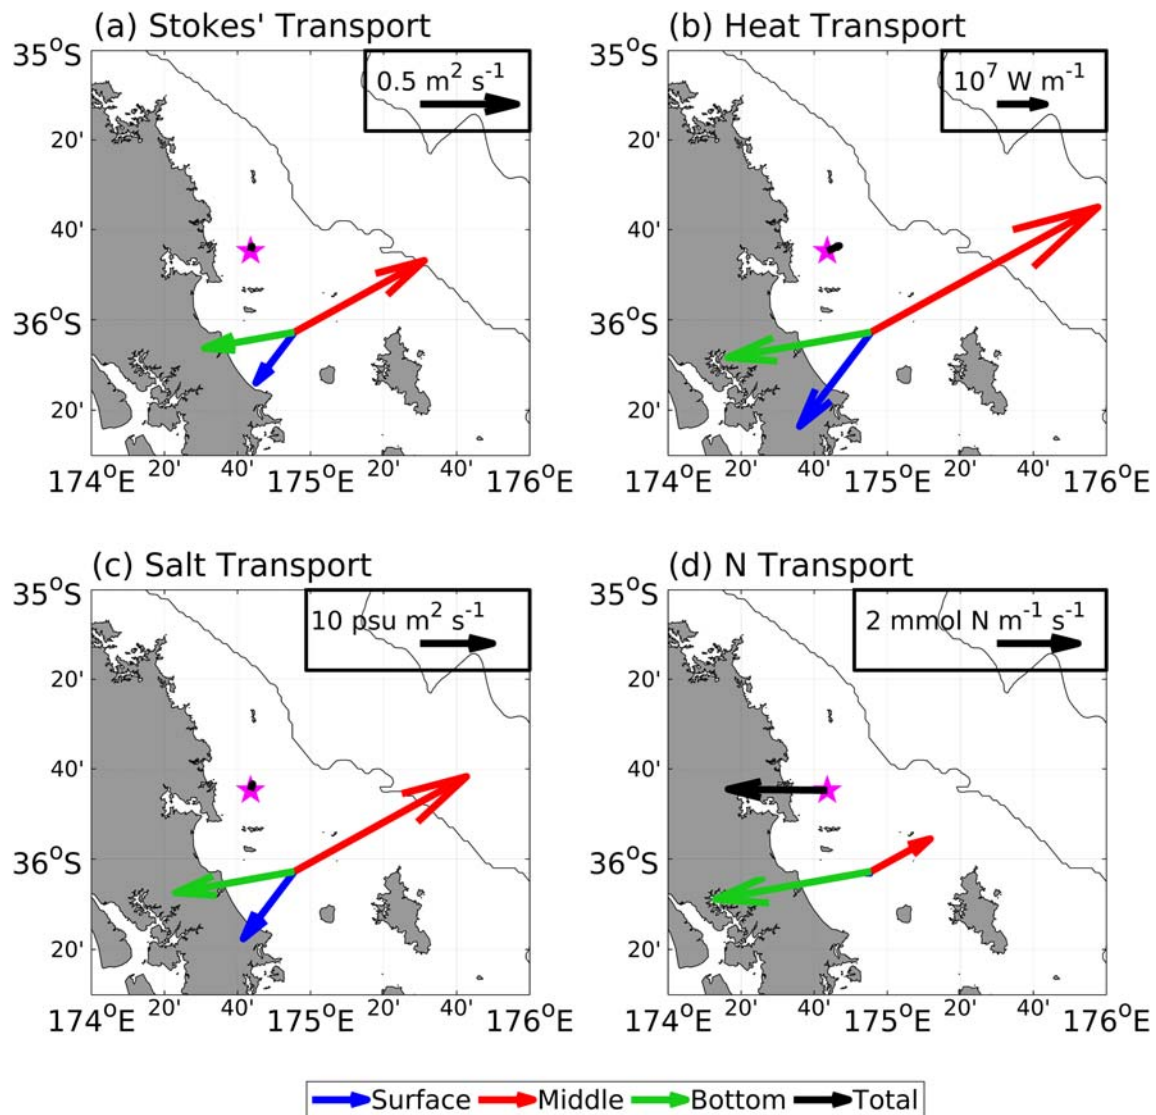 (a) Stokes' Transport
(b) Heat Transport
35°S
0.5 m² s⁻¹
35°S
10⁷ W m⁻¹
20'
20'
40'
40'
36°S
36°S
20'
20'
174°E 20' 40' 175°E 20' 40' 176°E
174°E 20' 40' 175°E 20' 40' 176°E
(c) Salt Transport
(d) N Transport
35°S
10 psu m² s⁻¹
35°S
2 mmol N m⁻¹ s⁻¹
20'
20'
40'
40'
36°S
36°S
20'
20'
174°E 20' 40' 175°E 20' 40' 176°E
174°E 20' 40' 175°E 20' 40' 176°E
Surface Middle Bottom Total